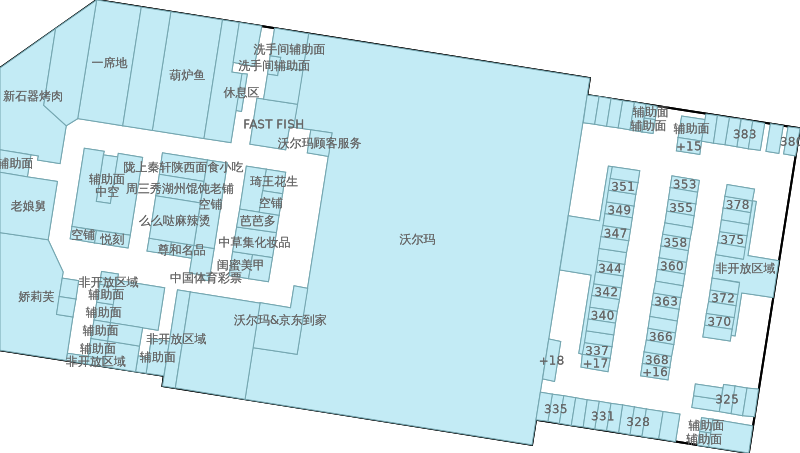 洗手间辅助面
一席地
洗手间辅助面
葫炉鱼
休息区
新石器烤肉
FAST FISH
沃尔玛顾客服务
辅助面
辅助面
辅助面
+15
383
380
辅助面
陇上秦轩陕西面食小吃
辅助面
中空
周三秀湖州馄饨老铺
琦王花生
空铺
空铺
老娘舅
么么哒麻辣烫
芭芭多
空铺
悦刻
尊和名品
中草集化妆品
沃尔玛
闺蜜美甲
中国体育彩票
351
353
349
355
378
347
358
375
344
360
非开放区域
342
363
372
340
366
370
337
368
+17
+16
+18
非开放区域
辅助面
娇莉芙
辅助面
辅助面
辅助面
非开放区域
非开放区域
辅助面
沃尔玛&京东到家
335
331
328
325
辅助面
辅助面